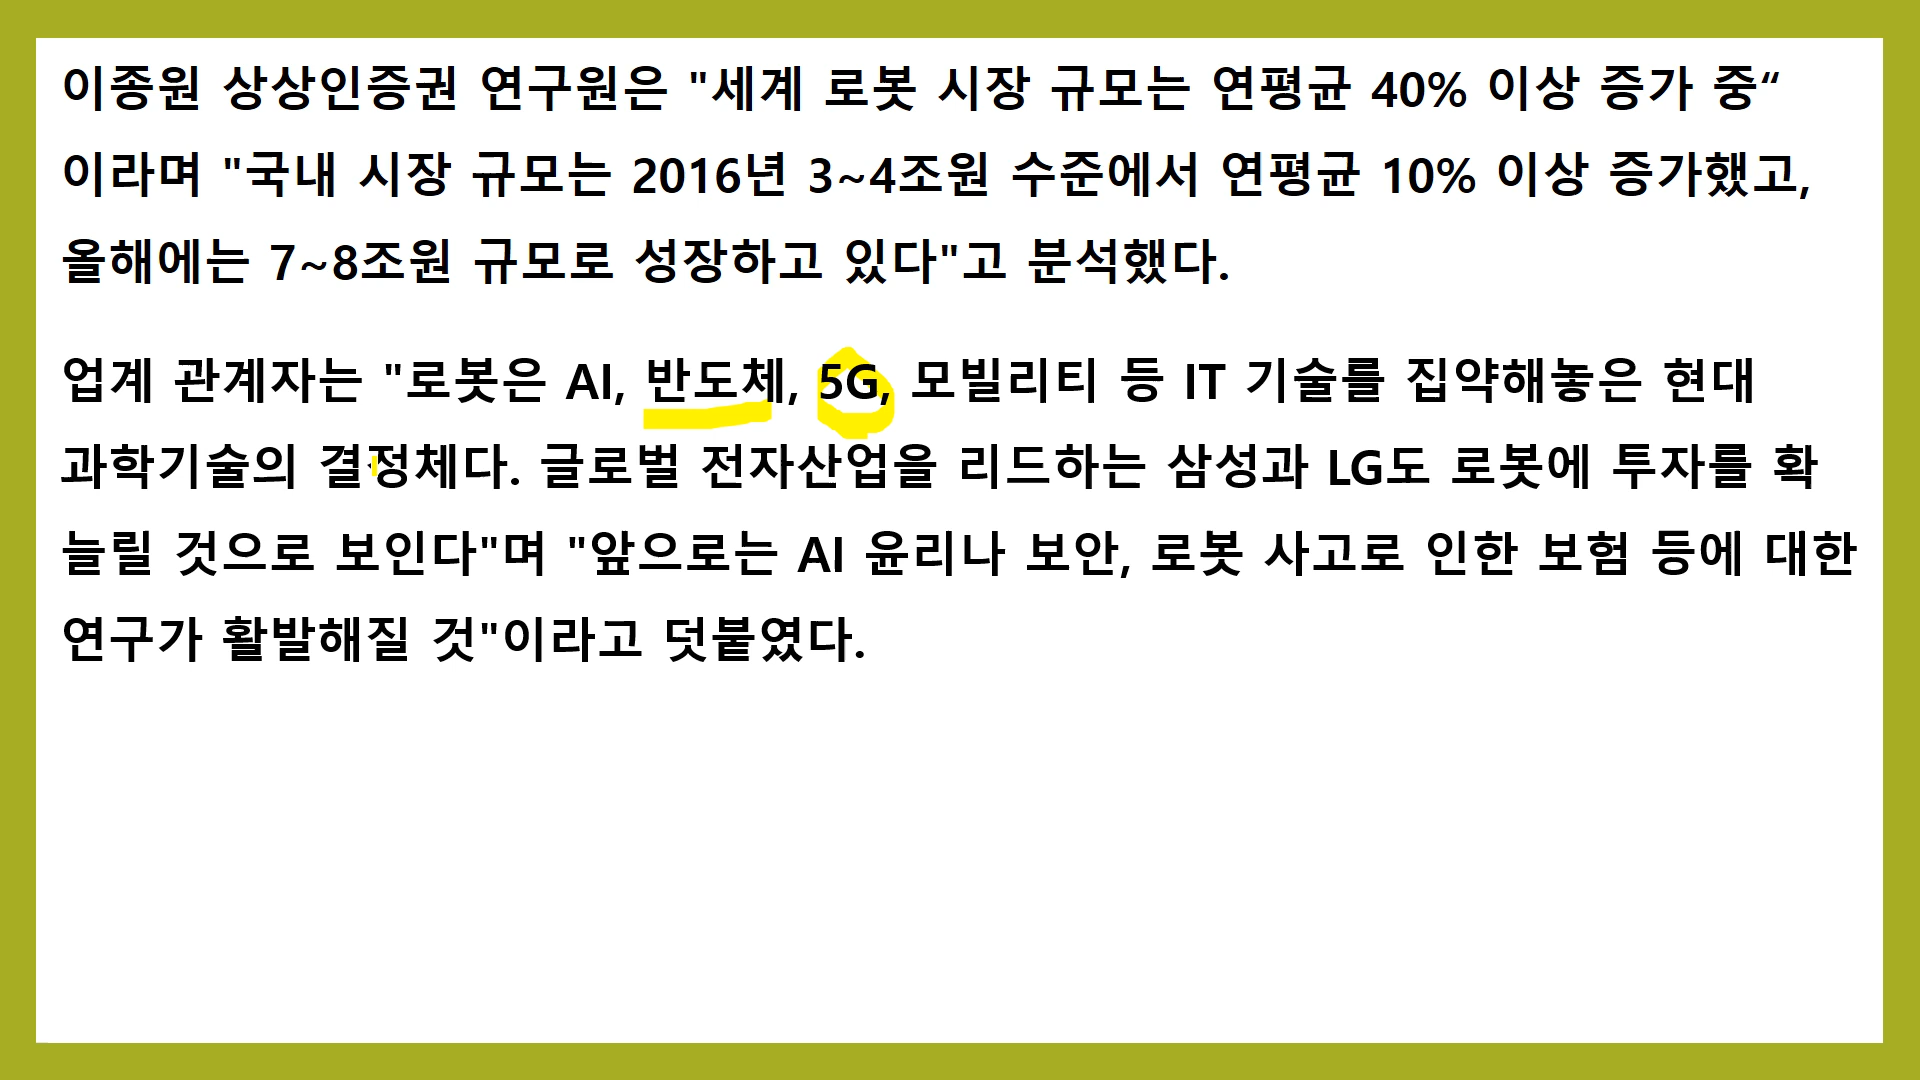 이종원 상상인증권 연구원은 "세계 로봇 시장 규모는 연평균 40% 이상 증가 중“
이라며 "국내 시장 규모는 2016년 3~4조원 수준에서 연평균 10% 이상 증가했고,
올해에는 7~8조원 규모로 성장하고 있다"고 분석했다.
업계 관계자는 "로봇은 AI, 반도체, 5G, 모빌리티 등 IT 기술를 집약해놓은 현대
과학기술의 결정체다. 글로벌 전자산업을 리드하는 삼성과 LG도 로봇에 투자를 확
늘릴 것으로 보인다"며 "앞으로는 AI 윤리나 보안, 로봇 사고로 인한 보험 등에 대한
연구가 활발해질 것"이라고 덧붙였다.